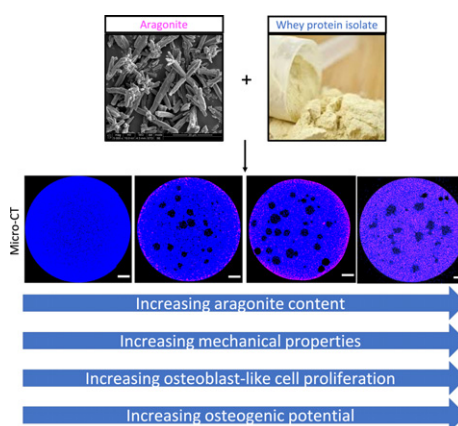 Aragonite
Whey protein isolate
+
Micro-CT
Increasing aragonite content
Increasing mechanical properties
Increasing osteoblast-like cell proliferation
Increasing osteogenic potential